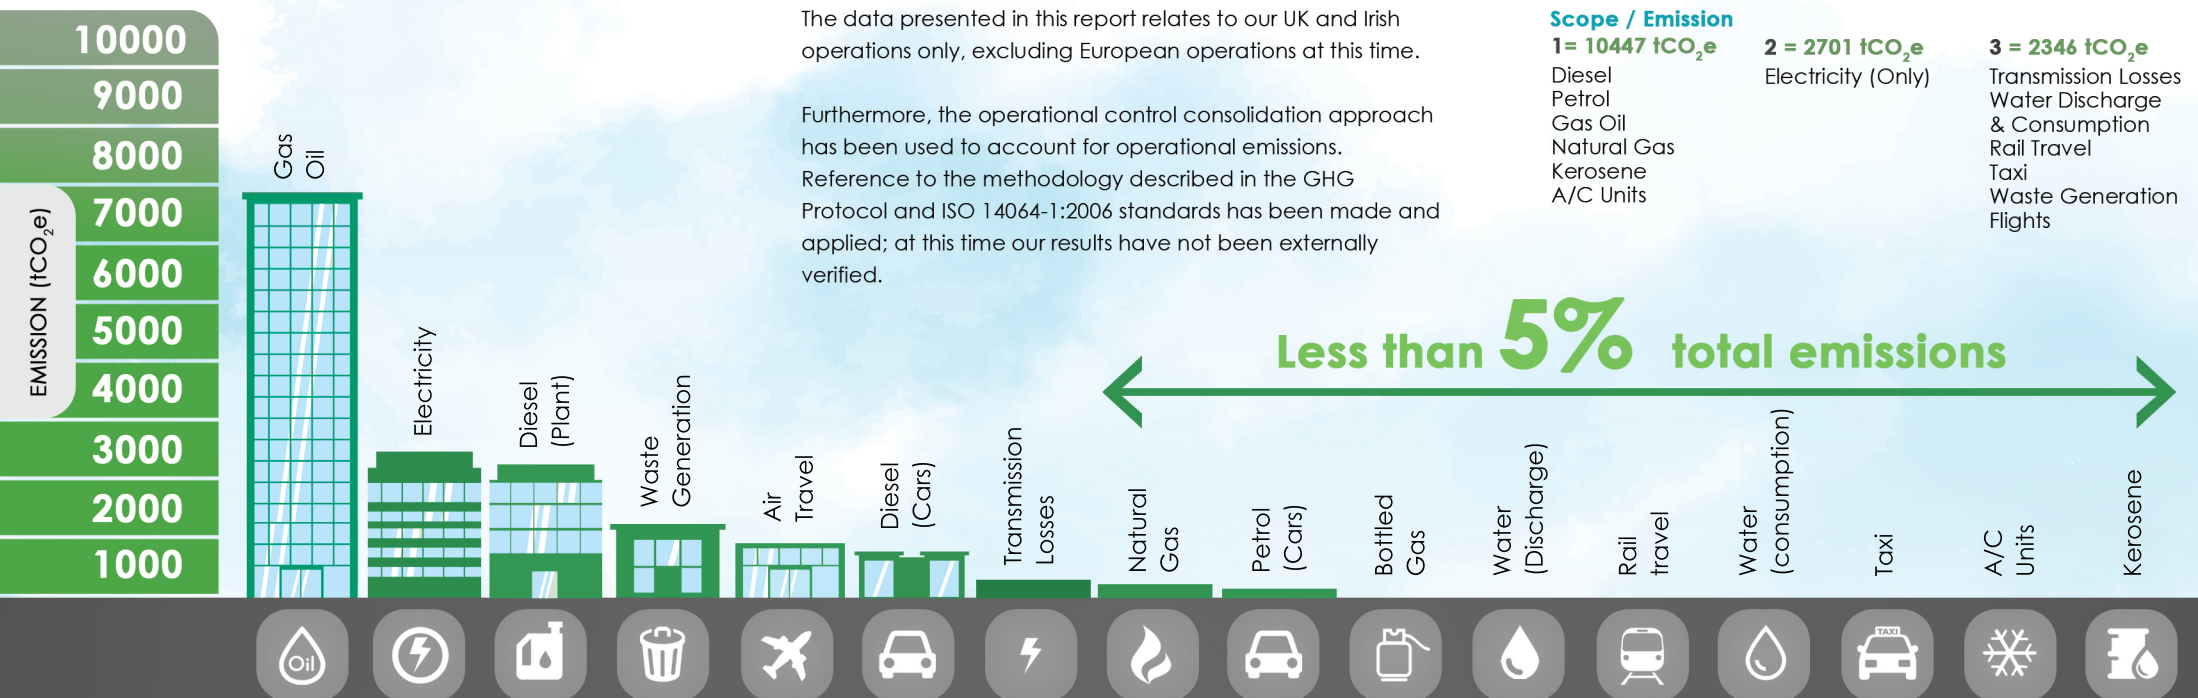 10000
9000
8000
7000
6000
5000
4000
3000
2000
1000
EMISSION (tCO₂e)
The data presented in this report relates to our UK and Irish
operations only, excluding European operations at this time.
Furthermore, the operational control consolidation approach
has been used to account for operational emissions.
Reference to the methodology described in the GHG
Protocol and ISO 14064-1:2006 standards has been made and
applied; at this time our results have not been externally
verified.
Scope / Emission
1= 10447 tCO₂e
Diesel
Petrol
Gas Oil
Natural Gas
Kerosene
A/C Units
2 = 2701 tCO₂e
Electricity (Only)
3 = 2346 tCO₂e
Transmission Losses
Water Discharge
& Consumption
Rail Travel
Taxi
Waste Generation
Flights
Less than 5% total emissions
Gas
Oil
Electricity
Diesel
(Plant)
Waste
Generation
Air
Travel
Diesel
(Cars)
Transmission
Losses
Natural
Gas
Petrol
(Cars)
Bottled
Gas
Water
(Discharge)
Rail
travel
Water
(consumption)
Taxi
A/C
Units
Kerosene
Oil
TAXI